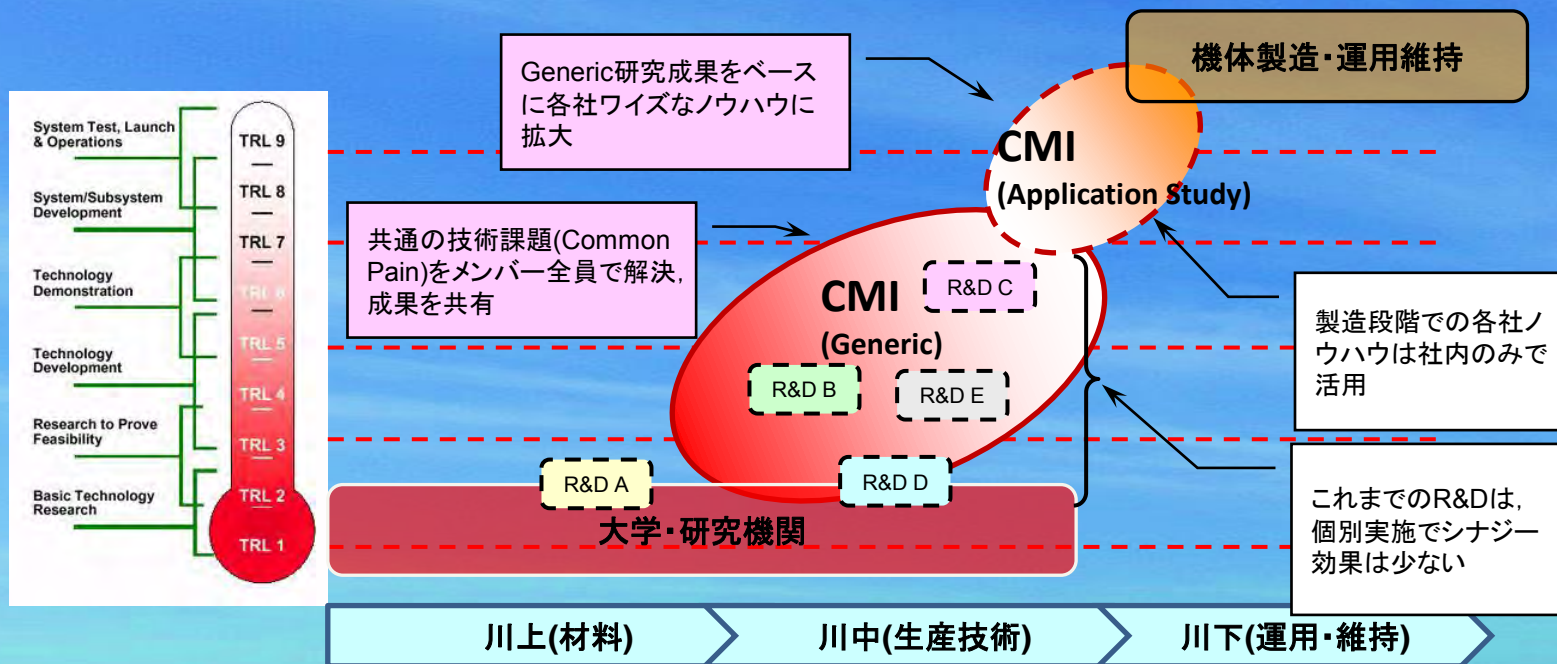 機体製造・運用維持
Generic研究成果をベース
に各社ワイズなノウハウに
拡大
CMI
(Application Study)
共通の技術課題(Common
Pain)をメンバー全員で解決,
成果を共有
CMI
(Generic)
R&D C
R&D B
R&D E
R&D A
R&D D
大学・研究機関
製造段階での各社ノ
ウハウは社内のみで
活用
これまでのR&Dは,
個別実施でシナジー
効果は少ない
System Test, Launch
& Operations
System/Subsystem
Development
Technology
Demonstration
Technology
Development
Research to Prove
Feasibility
Basic Technology
Research
TRL 9
TRL 8
TRL 7
TRL 6
TRL 5
TRL 4
TRL 3
TRL 2
TRL 1
川上(材料)
川中(生産技術)
川下(運用・維持)